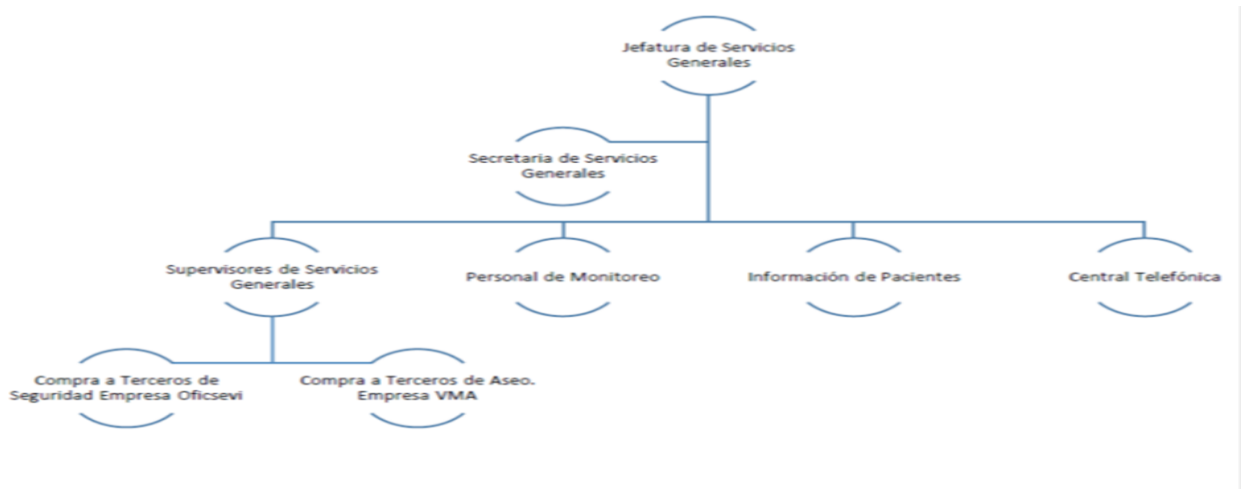 Jefatura de Servicios
Generales
Secretaria de Servicios
Generales
Supervisores de Servicios
Generales
Personal de Monitoreo
Información de Pacientes
Central Telefónica
Compra a Terceros de
Seguridad Empresa Oficsevi
Compra a Terceros de Aseo.
Empresa VMA